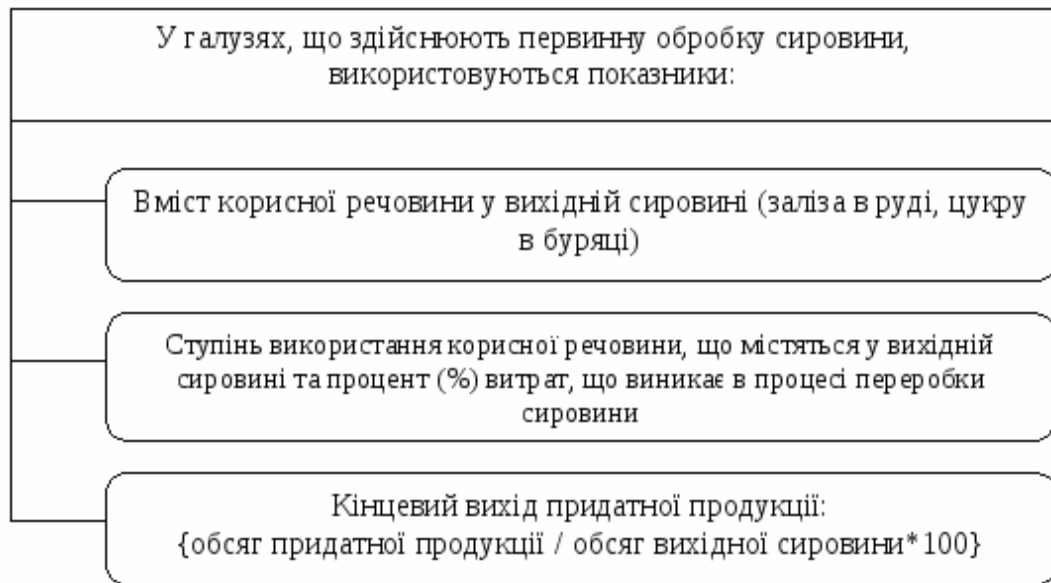 У галузях, що здійснюють первинну обробку сировини,
використовуються показники:
Вміст корисної речовини у вихідній сировині (заліза в руді, цукру
в буряці)
Ступінь використання корисної речовини, що містяться у вихідній
сировині та процент (%) витрат, що виникає в процесі переробки
сировини
Кінцевий вихід придатної продукції:
{обсяг придатної продукції / обсяг вихідної сировини*100}